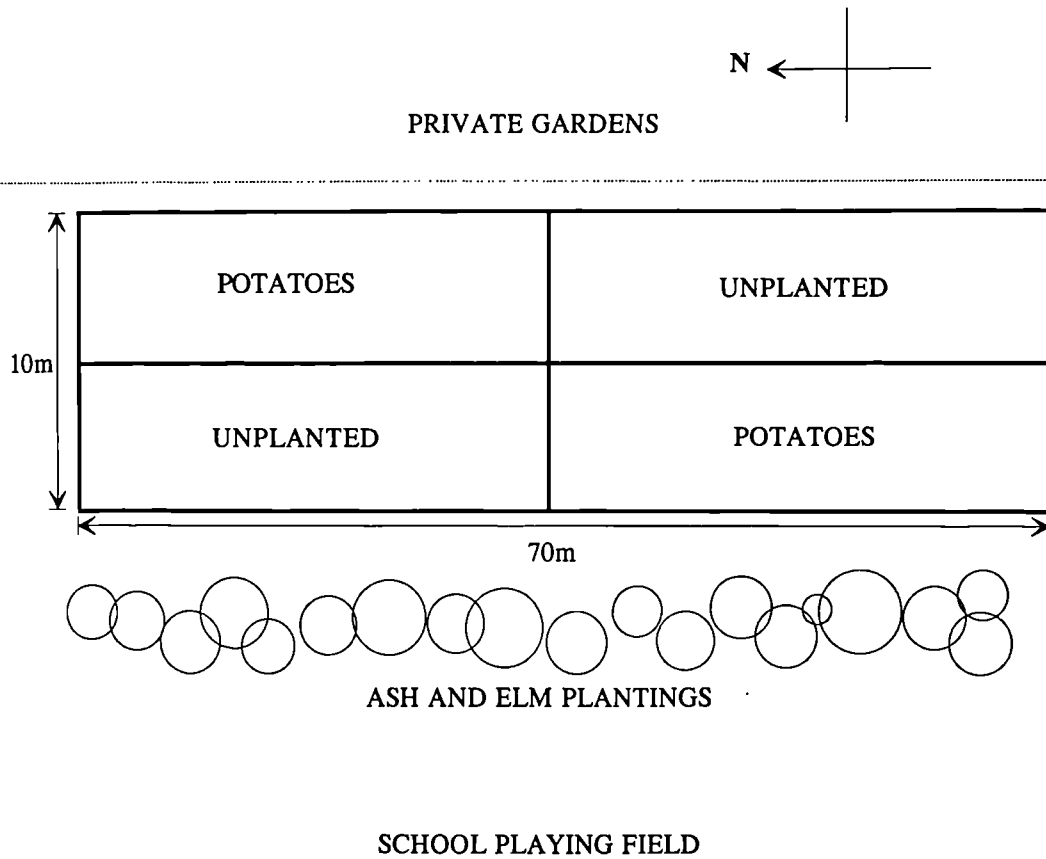 N
PRIVATE GARDENS
POTATOES
UNPLANTED
10m
UNPLANTED
POTATOES
70m
ASH AND ELM PLANTINGS
SCHOOL PLAYING FIELD